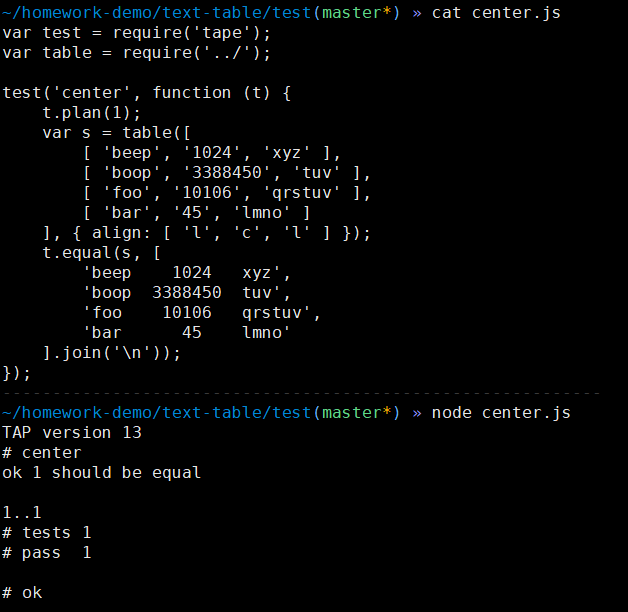 ~/homework-demo/text-table/test(master*) » cat center.js
var test = require('tape');
var table = require('../');

test('center', function (t) {
    t.plan(1);
    var s = table([
        [ 'beep', '1024', 'xyz' ],
        [ 'boop', '3388450', 'tuv' ],
        [ 'foo', '10106', 'qrstuv' ],
        [ 'bar', '45', 'lmno' ]
    ], { align: [ 'l', 'c', 'l' ] });
    t.equal(s, [
        'beep    1024   xyz',
        'boop  3388450  tuv',
        'foo    10106   qrstuv',
        'bar      45    lmno'
    ].join('\n'));
});
------------------------------------------------------------
~/homework-demo/text-table/test(master*) » node center.js
TAP version 13
# center
ok 1 should be equal

1..1
# tests 1
# pass  1

# ok